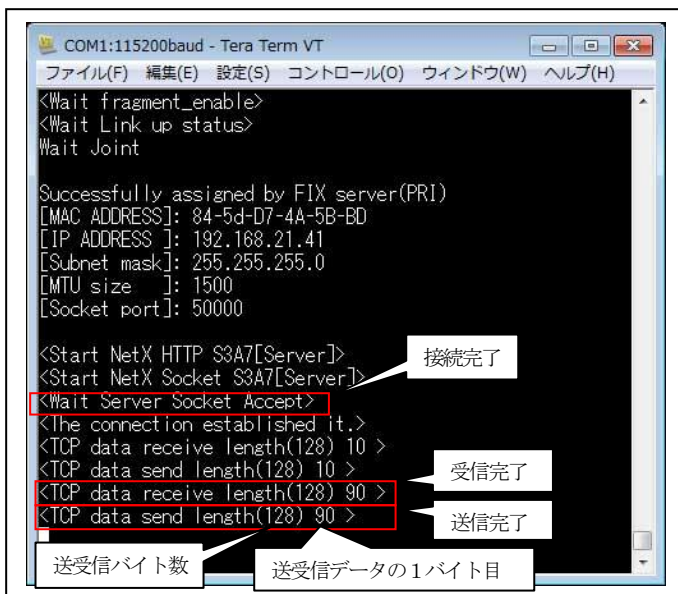 COM1:115200baud - Tera Term VT
ファイル(F) 編集(E) 設定(S) コントロール(O) ウィンドウ(W) ヘルプ(H)
<Wait fragment_enable>
<Wait Link up status>
Wait Joint
Successfully assigned by FIX server(PRI)
[MAC ADDRESS]: 84-5d-D7-4A-5B-BD
[IP ADDRESS ]: 192.168.21.41
[Subnet mask]: 255.255.255.0
[MTU size   ]: 1500
[Socket port]: 50000
<Start NetX HTTP S3A7[Server]>
接続完了
<Start NetX Socket S3A7[Server]>
<Wait Server Socket Accept>
<The connection established it.>
<TCP data receive length(128) 10 >
<TCP data send length(128) 10 >
受信完了
<TCP data receive length(128) 90 >
<TCP data send length(128) 90 >
送信完了
送受信バイト数
送受信データの１バイト目